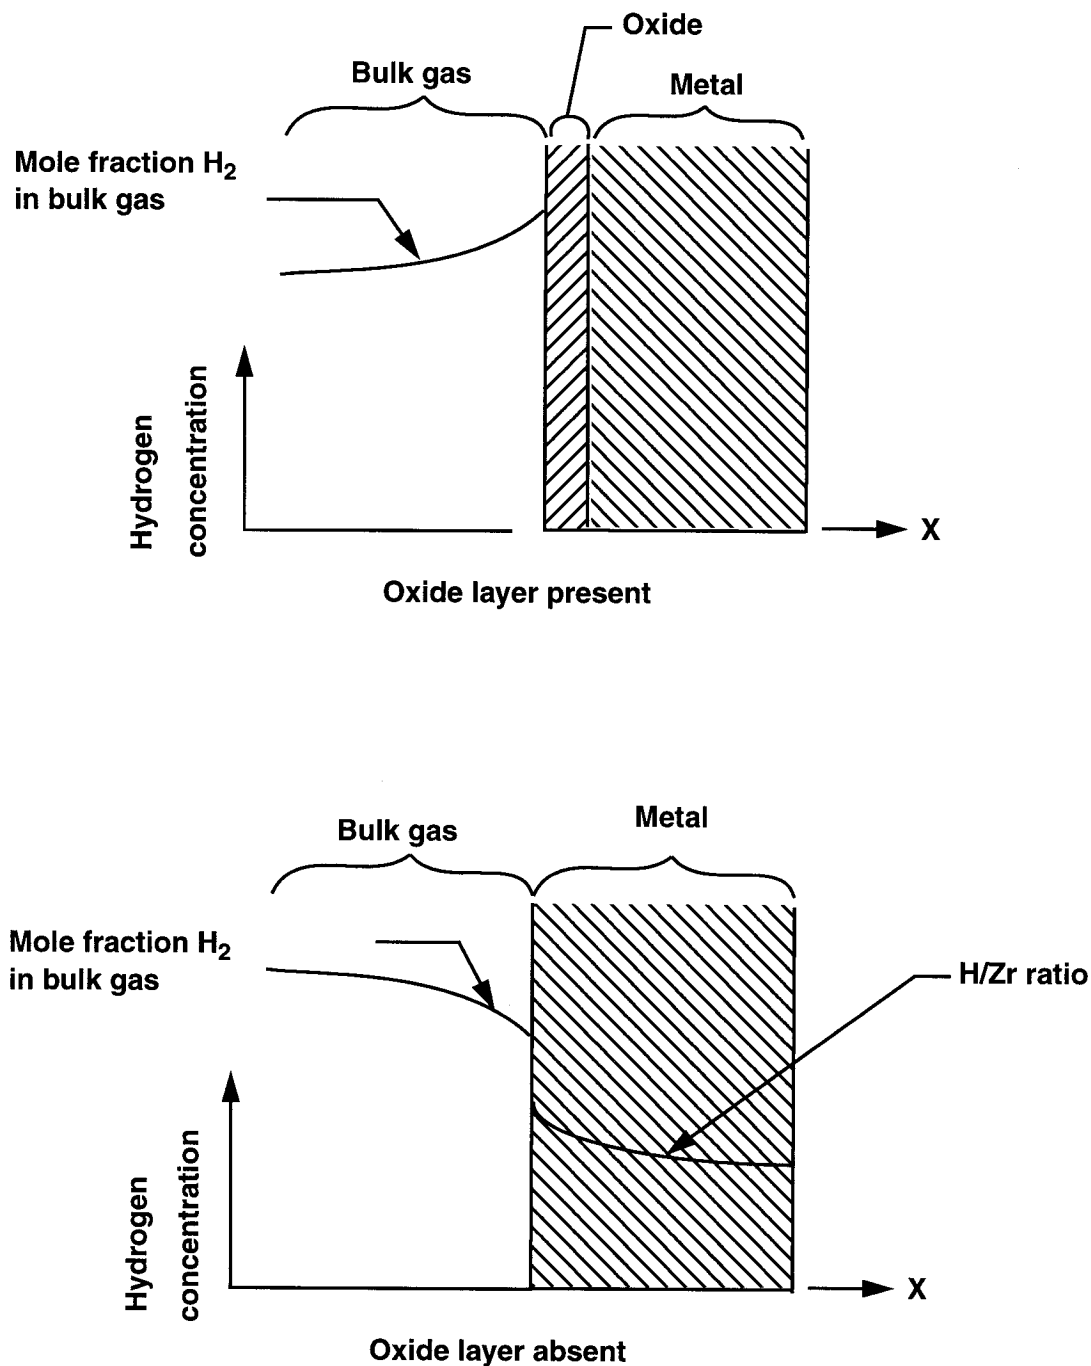 Oxide
Bulk gas
Metal
Mole fraction H₂
in bulk gas
Hydrogen
concentration
X
Oxide layer present
Bulk gas
Metal
Mole fraction H₂
in bulk gas
H/Zr ratio
Hydrogen
concentration
X
Oxide layer absent